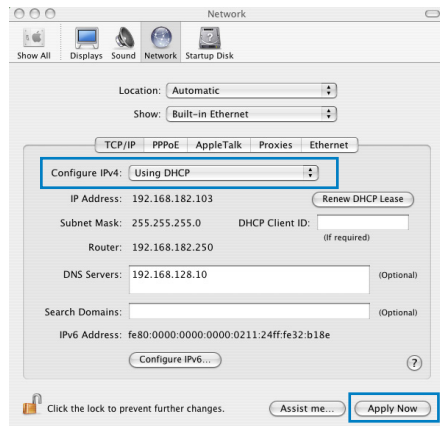 Network
Show All Displays Sound Network Startup Disk
Location: Automatic
Show: Built-in Ethernet
TCP/IP PPPoE AppleTalk Proxies Ethernet
Configure IPv4: Using DHCP
IP Address: 192.168.182.103 Renew DHCP Lease
Subnet Mask: 255.255.255.0 DHCP Client ID:
(If required)
Router: 192.168.182.250
DNS Servers: 192.168.128.10 (Optional)
Search Domains: (Optional)
IPv6 Address: fe80:0000:0000:0000:0211:24ff:fe32:b18e
Configure IPv6... ?
Click the lock to prevent further changes. Assist me... Apply Now